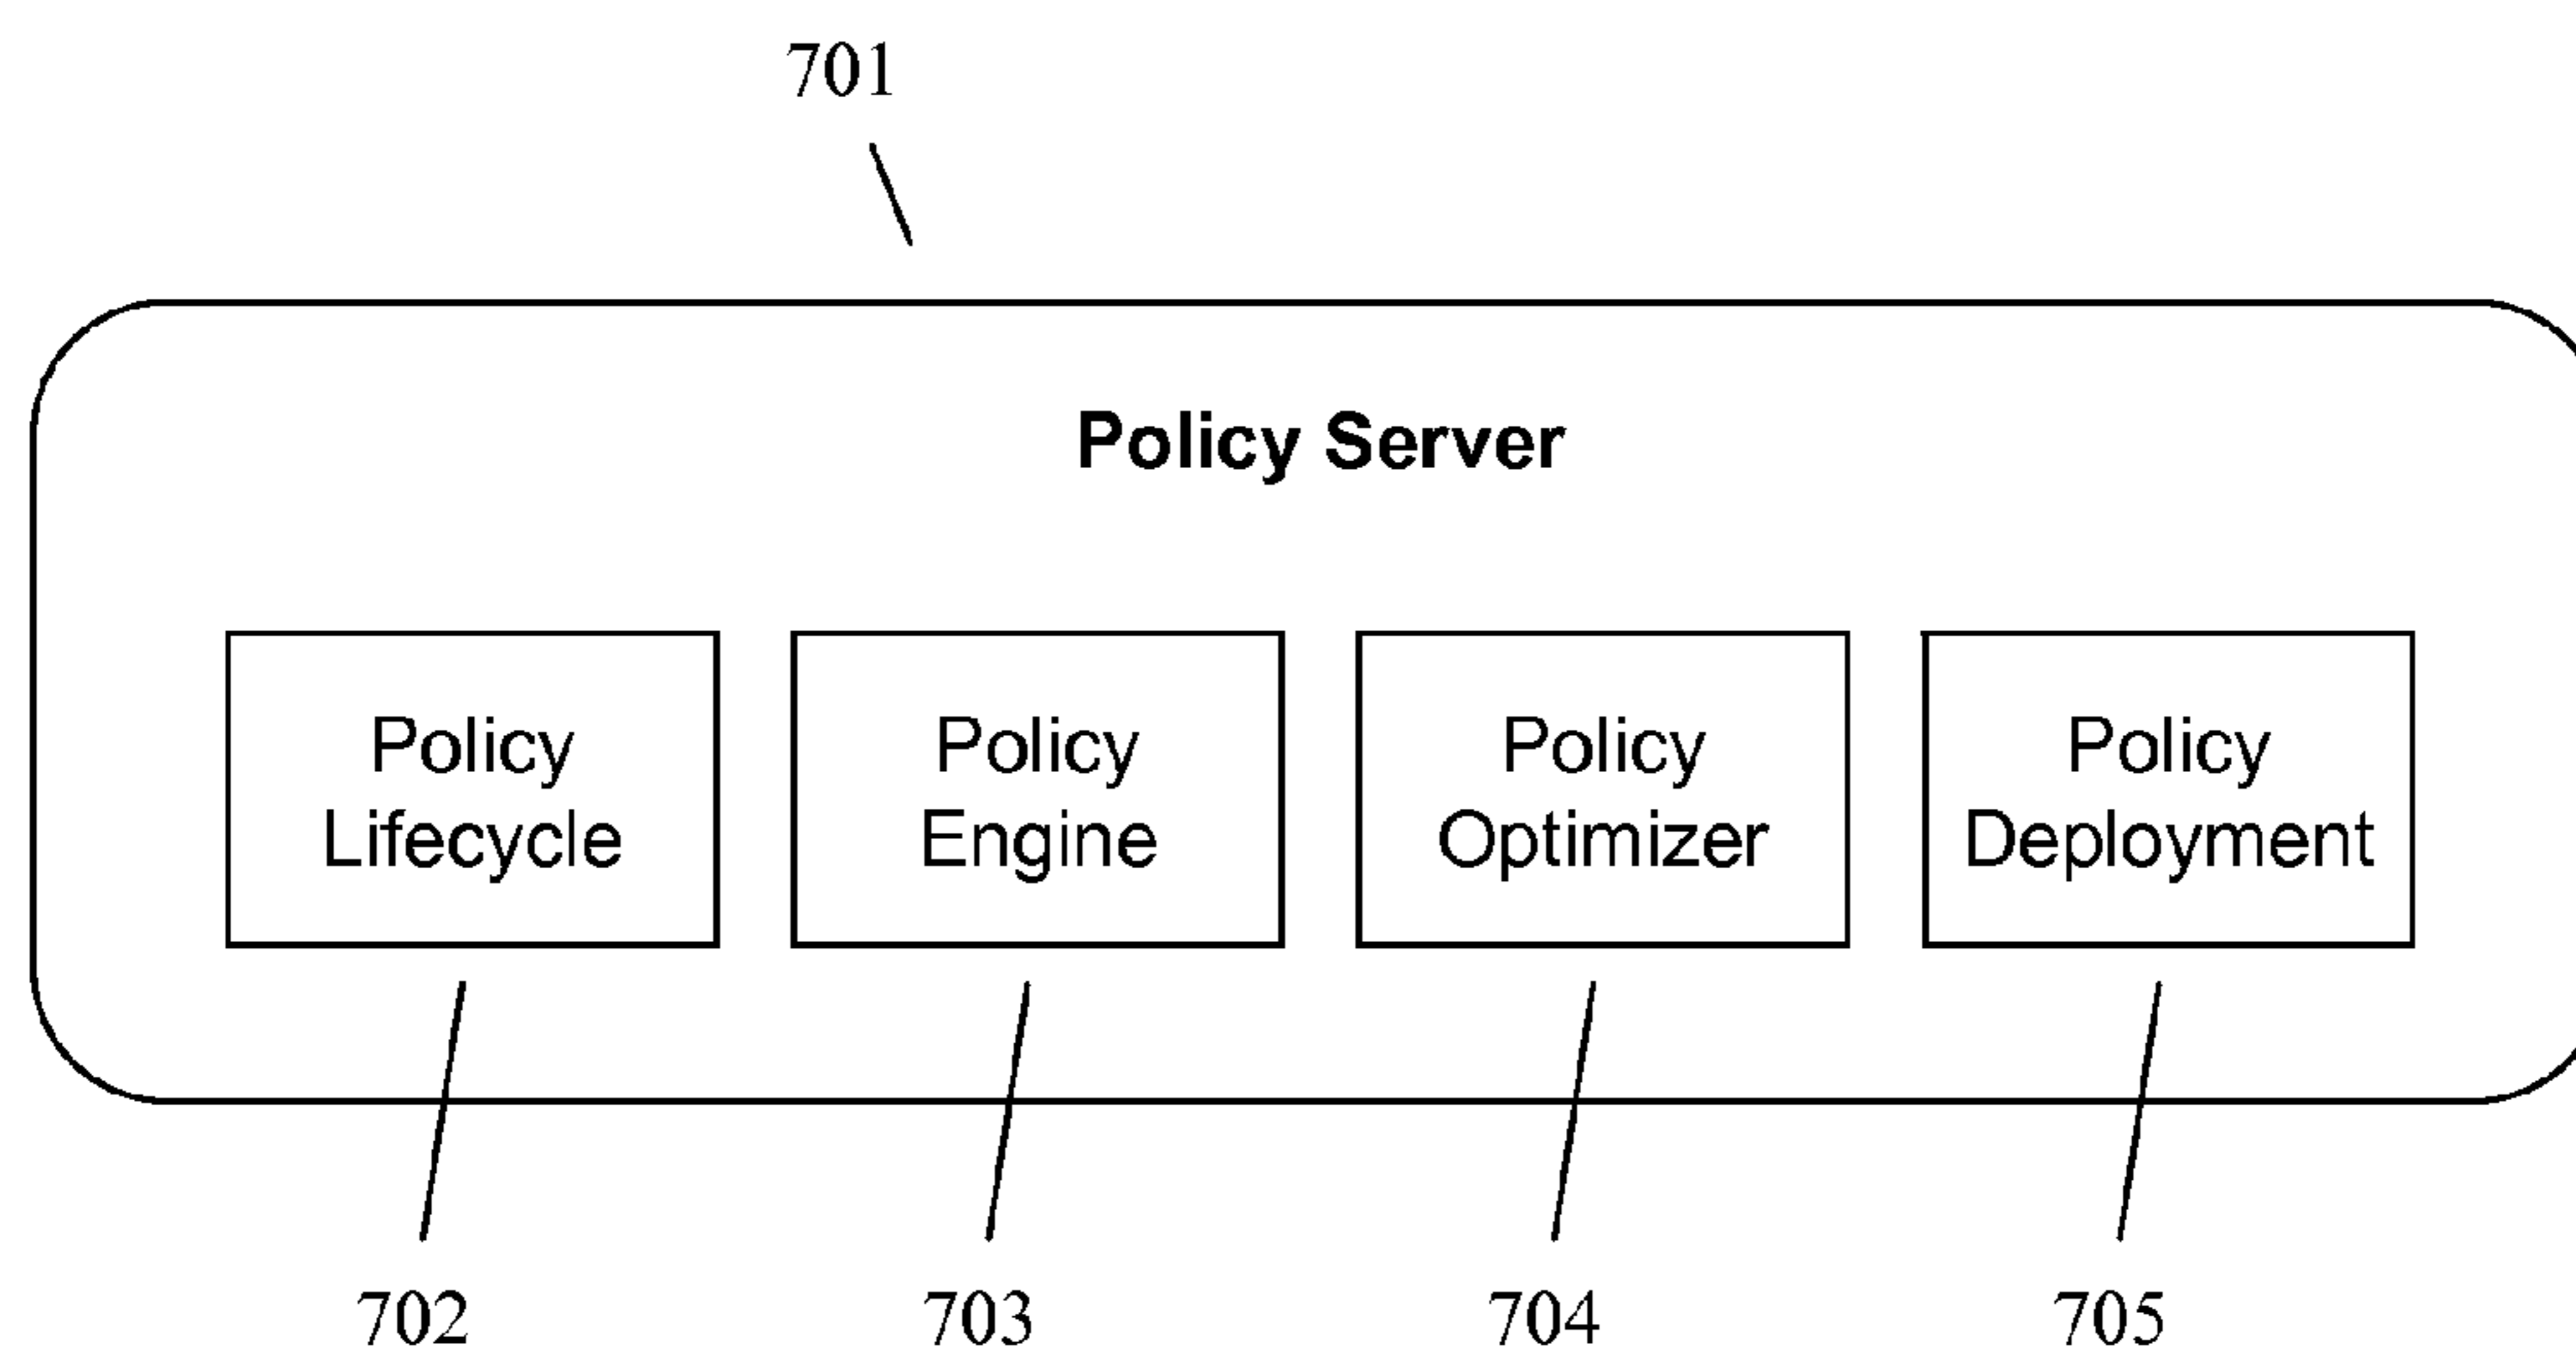 701
Policy Server
Policy
Lifecycle
Policy
Engine
Policy
Optimizer
Policy
Deployment
702
703
704
705